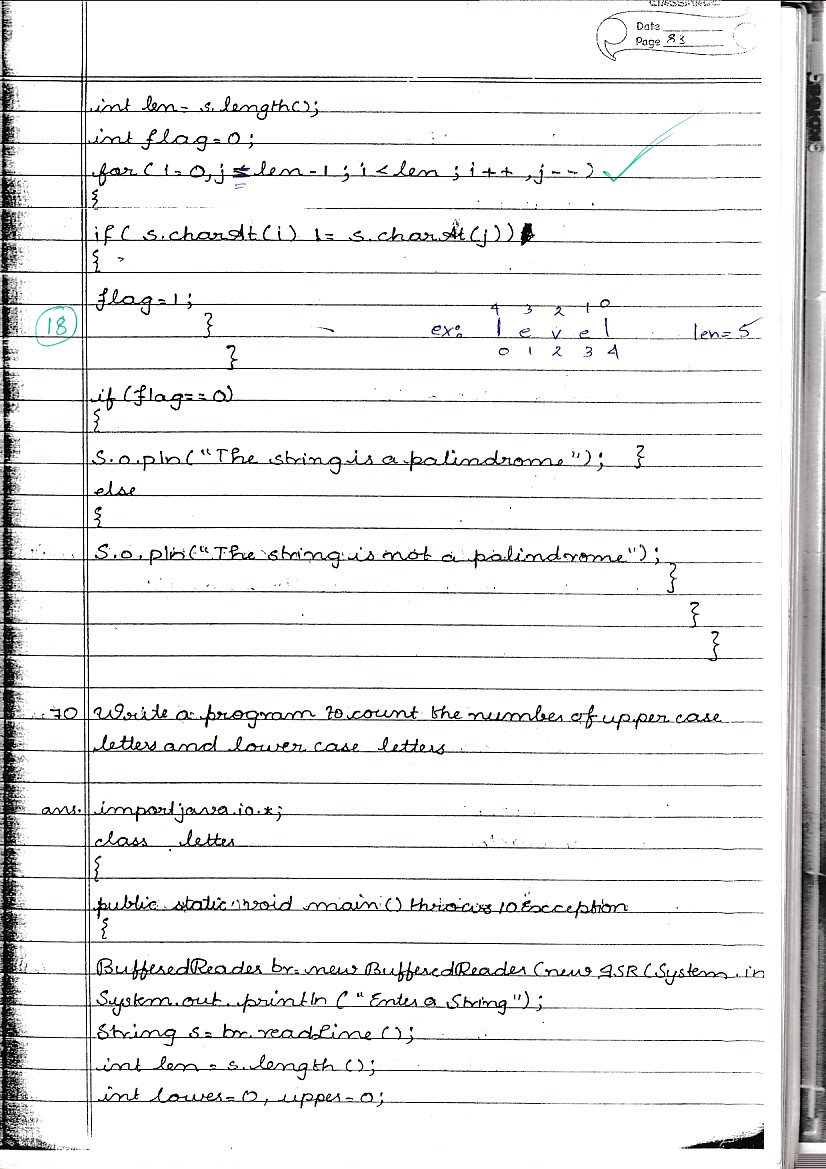 CLASSMATE
Date
Page 83
int len= s.length();
int flag=0;
for(i=0,j=len-1; i<len; i++,j--)
{
if( s.charAt(i) != s.charAt(j))
{
flag=1;
18
}
}
4 3 2 1 0
ex: l e v e l len=5
0 1 2 3 4
if(flag==0)
{
S.o.pln("The string is a palindrome"); }
else
{
S.o.pln("The string is not a palindrome");
}
}
}
70 Write a program to count the number of upper case
letters and lower case letters
ans. import java.io.*;
class letter
{
public static void main() throws IOException
{
BufferedReader br= new BufferedReader(new ISR(System.in
System.out.println("Enter a String");
String s= br.readLine();
int len = s.length();
int lower=0, upper=0;